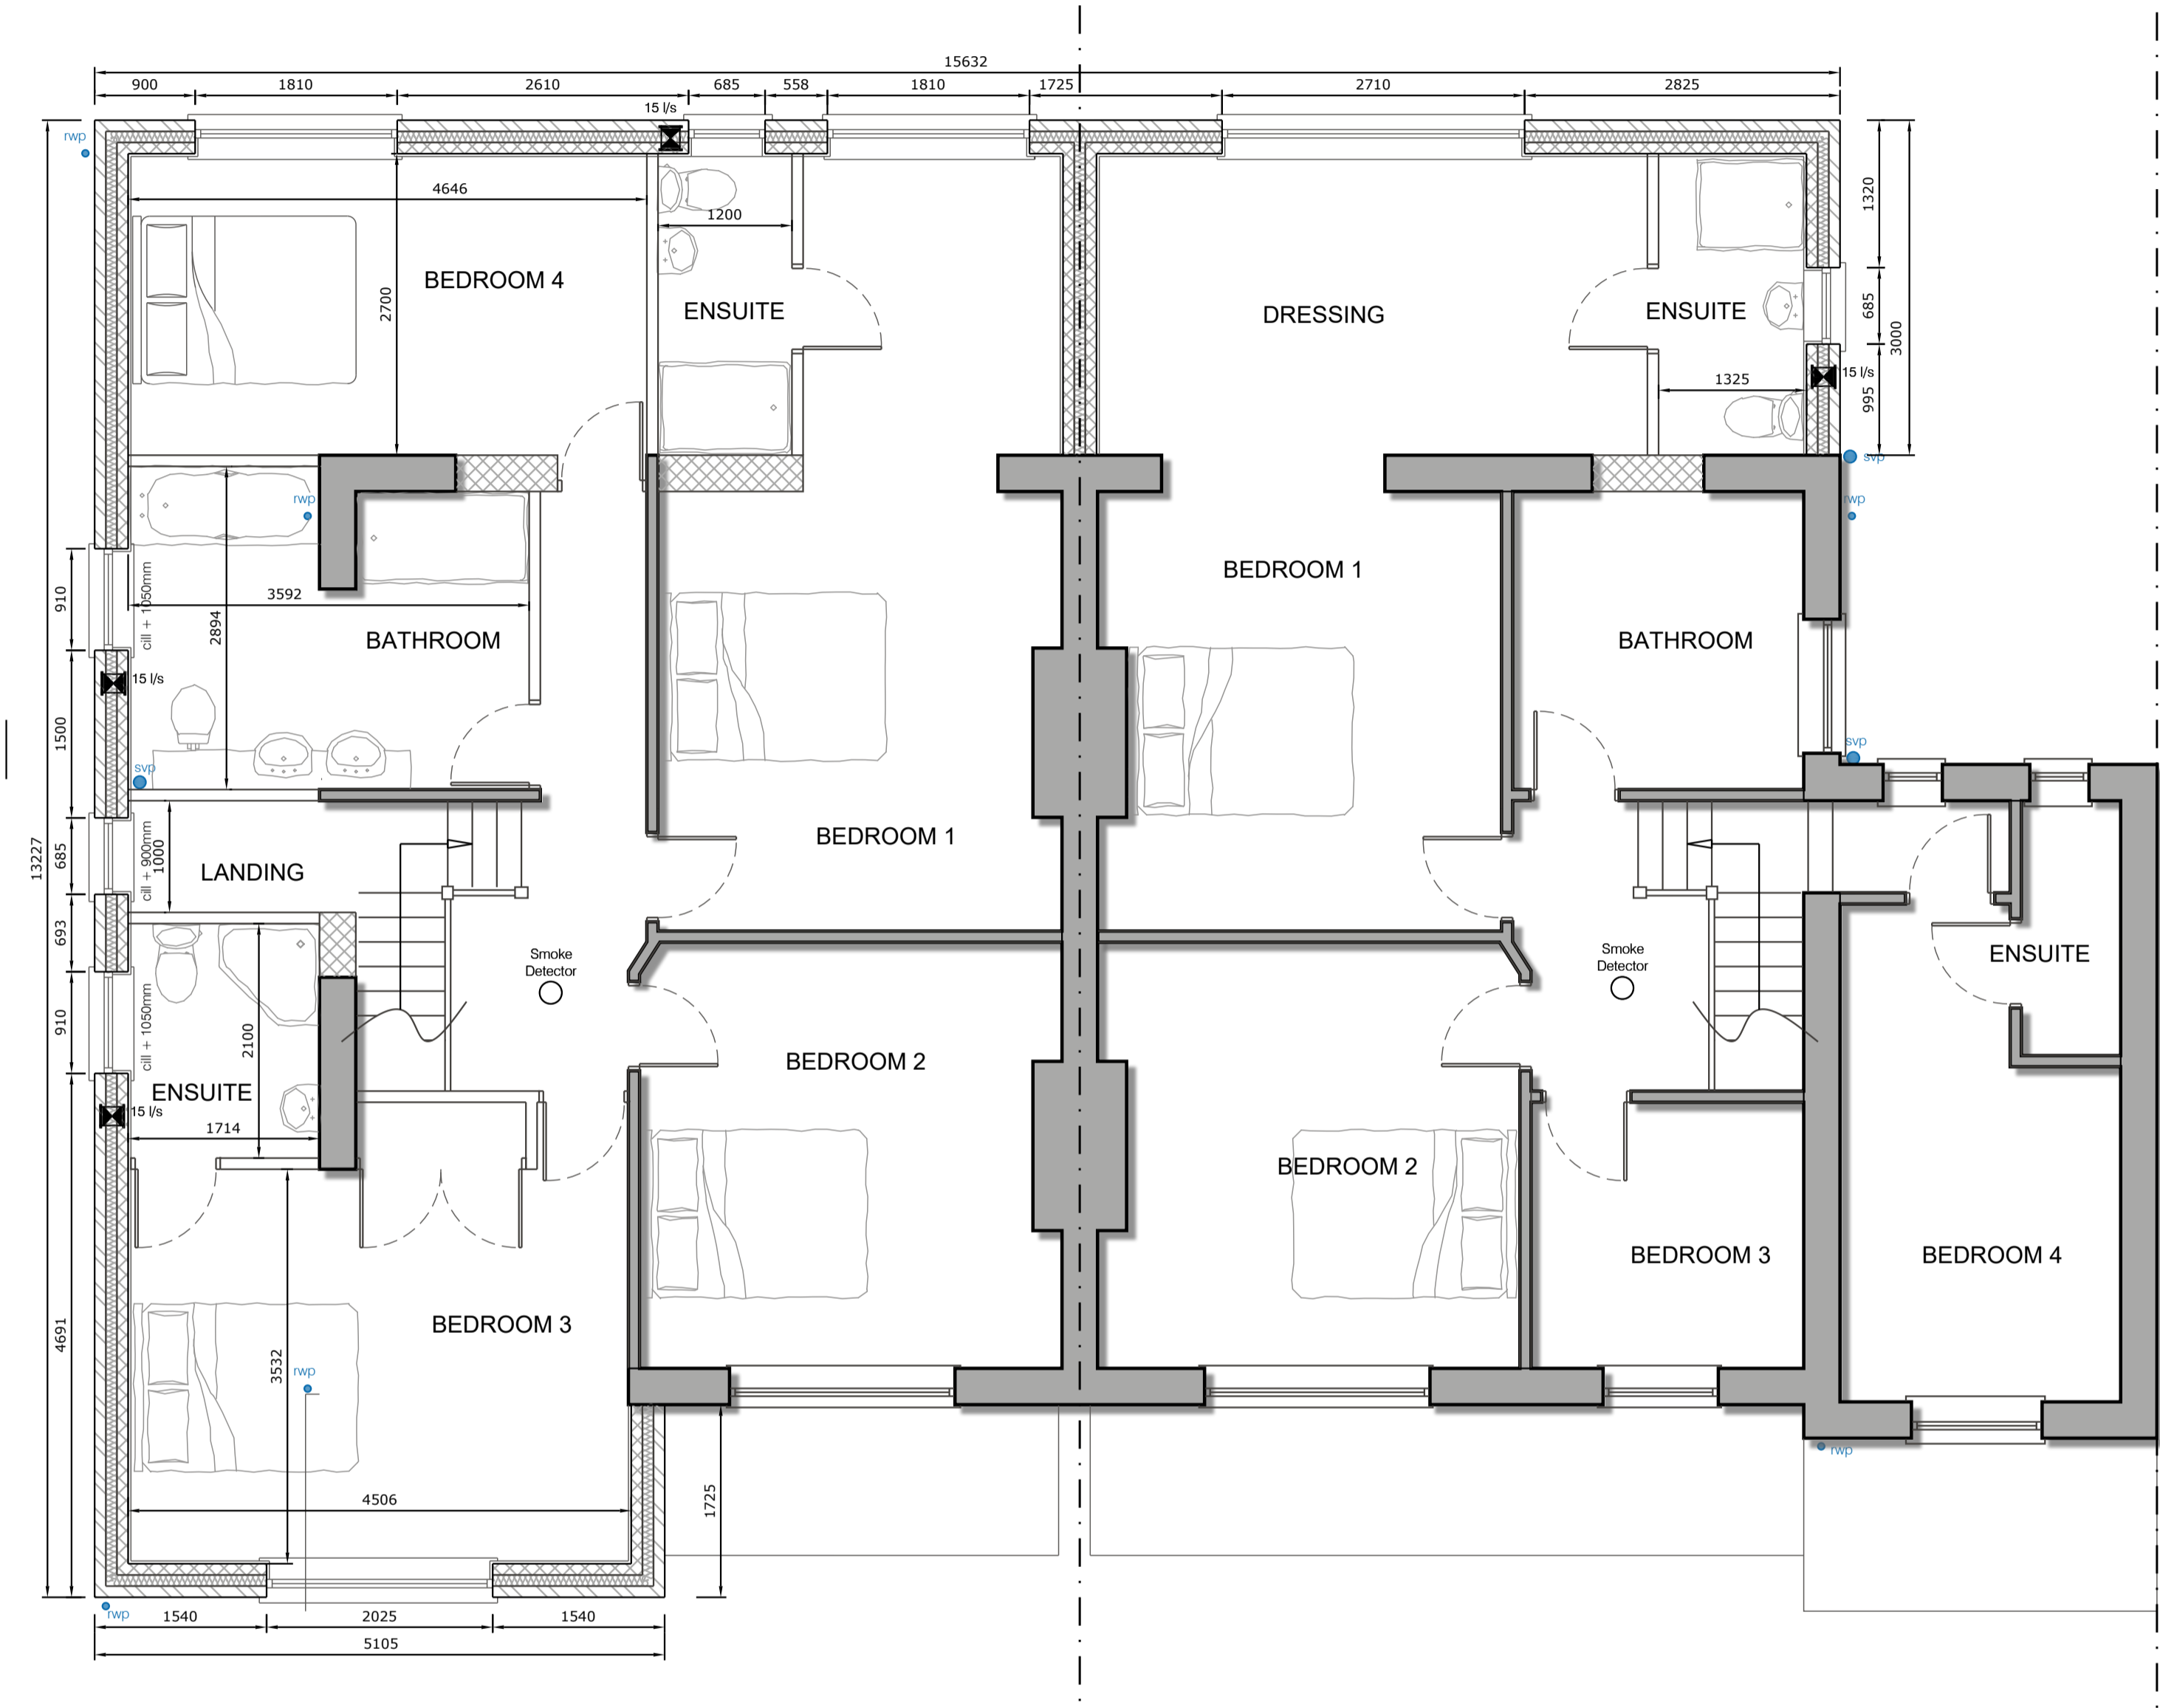 15632
900 1810 2610 685 558 1810 1725 2710 2825
15 l/s
rwp
4646
1200
1320
BEDROOM 4
2700
ENSUITE
DRESSING
ENSUITE
685
3000
1325
15 l/s
995
svp
rwp
rwp
BEDROOM 1
910
cill + 1050mm
3592
2894
BATHROOM
BATHROOM
15 l/s
1500
svp
svp
13227
685
cill + 900mm
1000
LANDING
BEDROOM 1
693
Smoke
Detector
Smoke
Detector
ENSUITE
910
cill + 1050mm
2100
BEDROOM 2
ENSUITE
15 l/s
1714
BEDROOM 2
BEDROOM 3
BEDROOM 4
4691
BEDROOM 3
3532
rwp
rwp
4506
1725
rwp
1540 2025 1540
5105